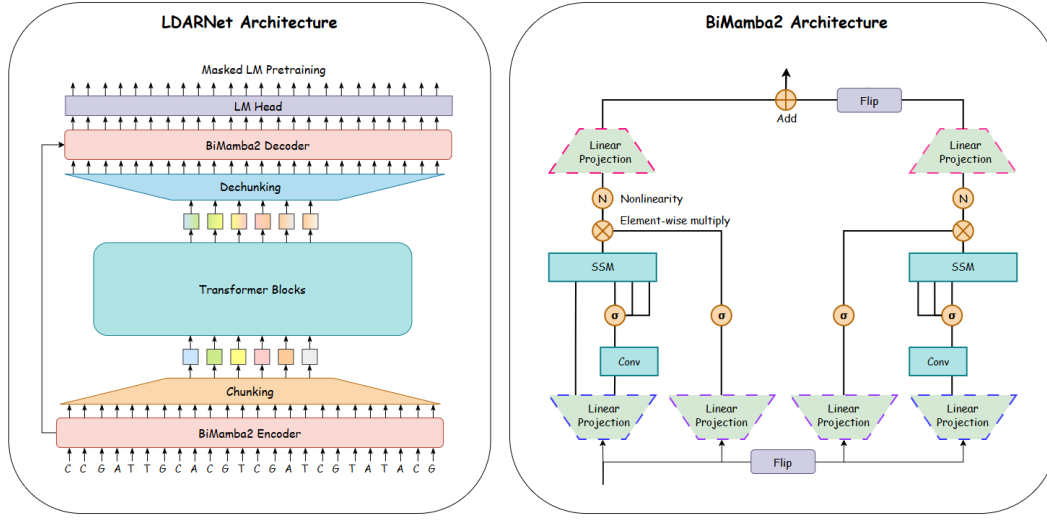 LDARNet Architecture
Masked LM Pretraining
LM Head
BiMamba2 Decoder
Dechunking
Transformer Blocks
Chunking
BiMamba2 Encoder
C C G A T T G C A C G T C G A T C G T A T A C G
BiMamba2 Architecture
Flip
Add
Linear
Projection
Linear
Projection
N
Nonlinearity
N
Element-wise multiply
SSM
SSM
σ
σ
σ
σ
Conv
Conv
Linear
Projection
Linear
Projection
Linear
Projection
Linear
Projection
Flip